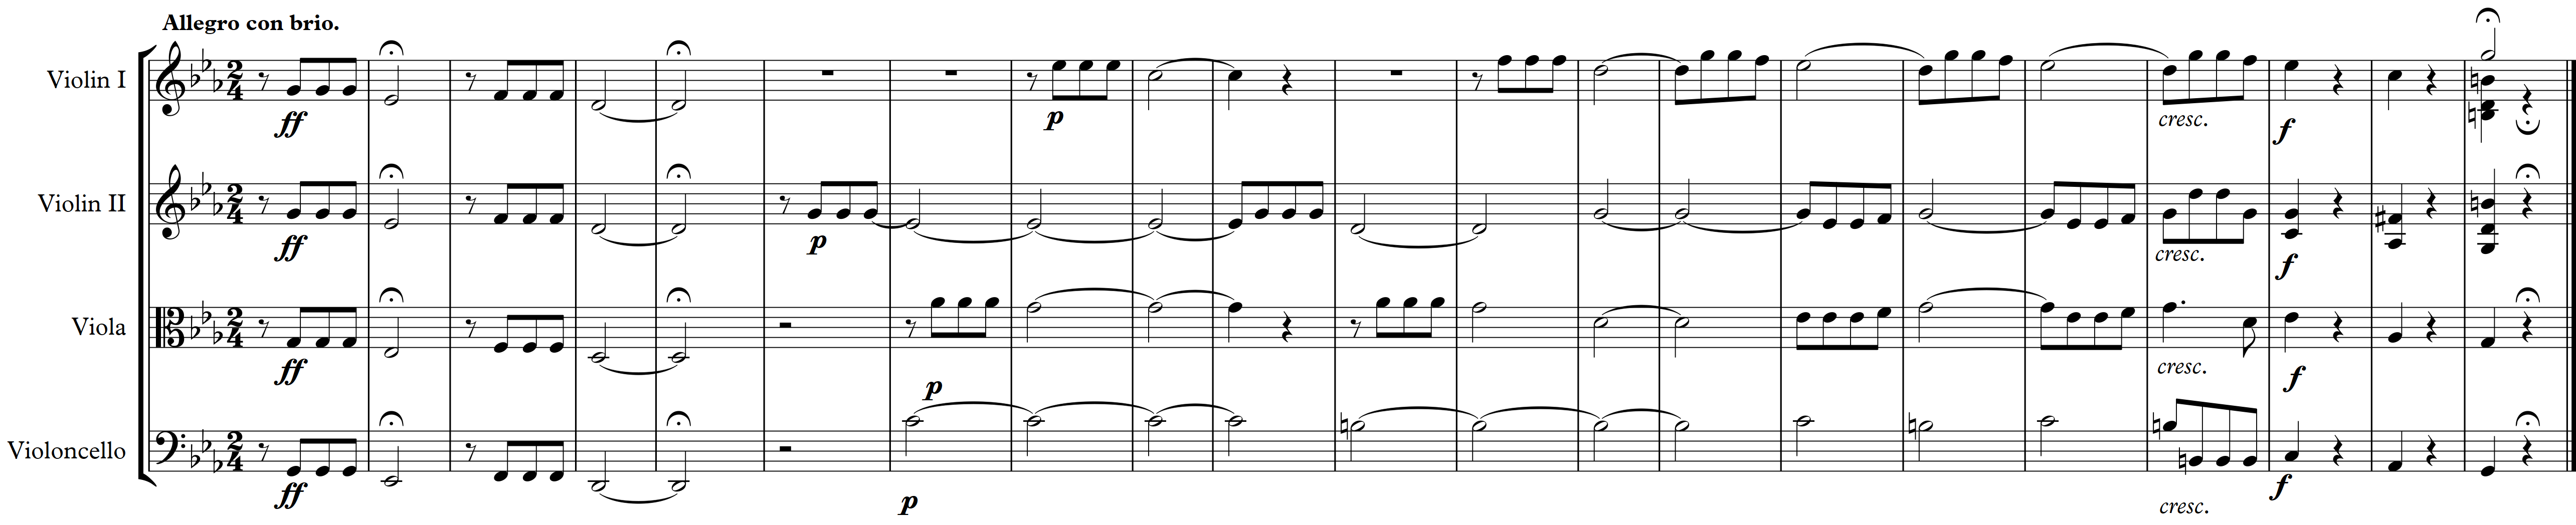 Allegro con brio.
Violin I
ff
p
cresc.
f
Violin II
ff
p
cresc.
f
Viola
ff
p
cresc.
f
Violoncello
ff
p
cresc.
f